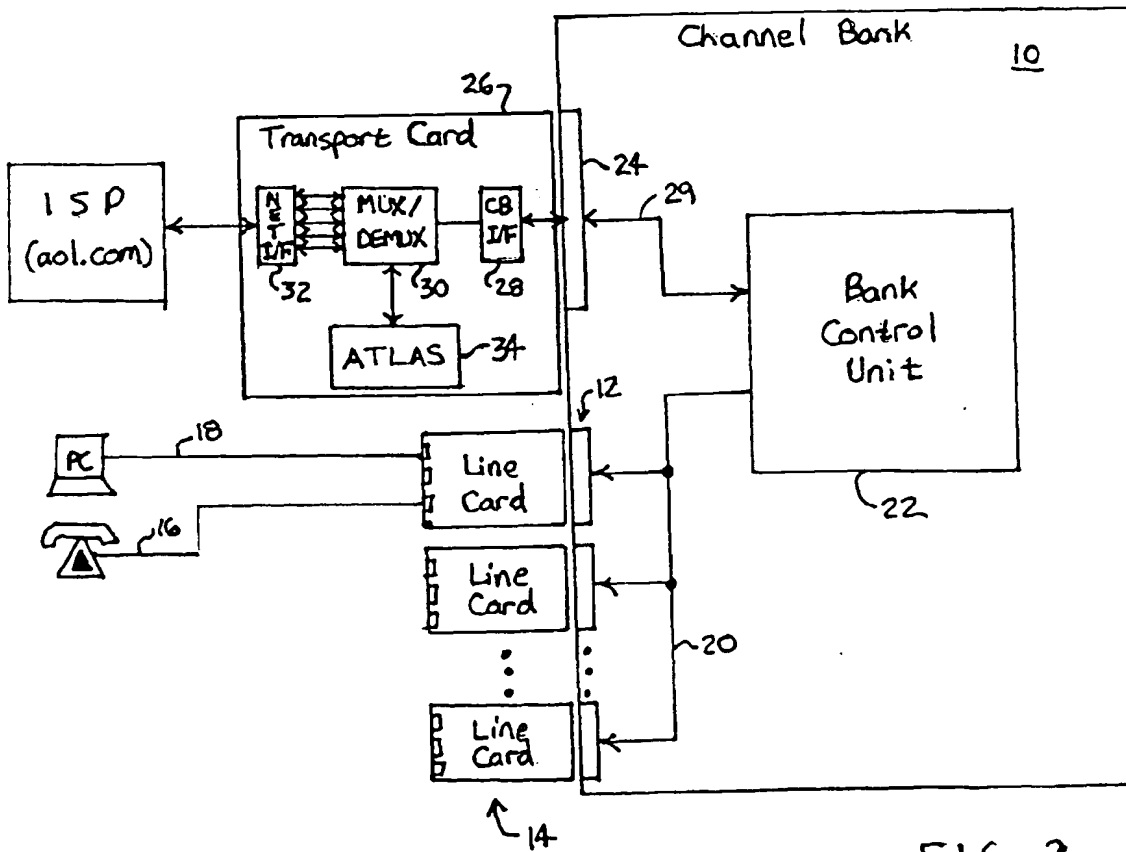 Channel Bank
10
26
Transport Card
24
ISP
(aol.com)
NET
I/F
32
MUX/
DEMUX
30
CB
I/F
28
29
ATLAS
34
Bank
Control
Unit
22
12
18
PC
16
Line
Card
Line
Card
20
Line
Card
14